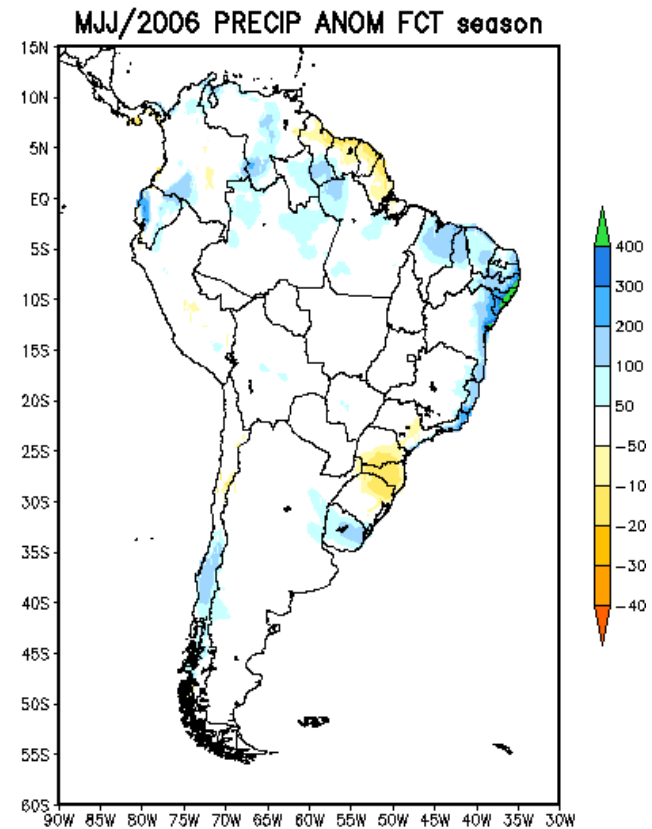 MJJ/2006 PRECIP ANOM FCT season
15N
10N
5N
EQ
5S
10S
15S
20S
25S
30S
35S
40S
45S
50S
55S
60S
90W 85W 80W 75W 70W 65W 60W 55W 50W 45W 40W 35W 30W
400
300
200
100
50
-50
-10
-20
-30
-40